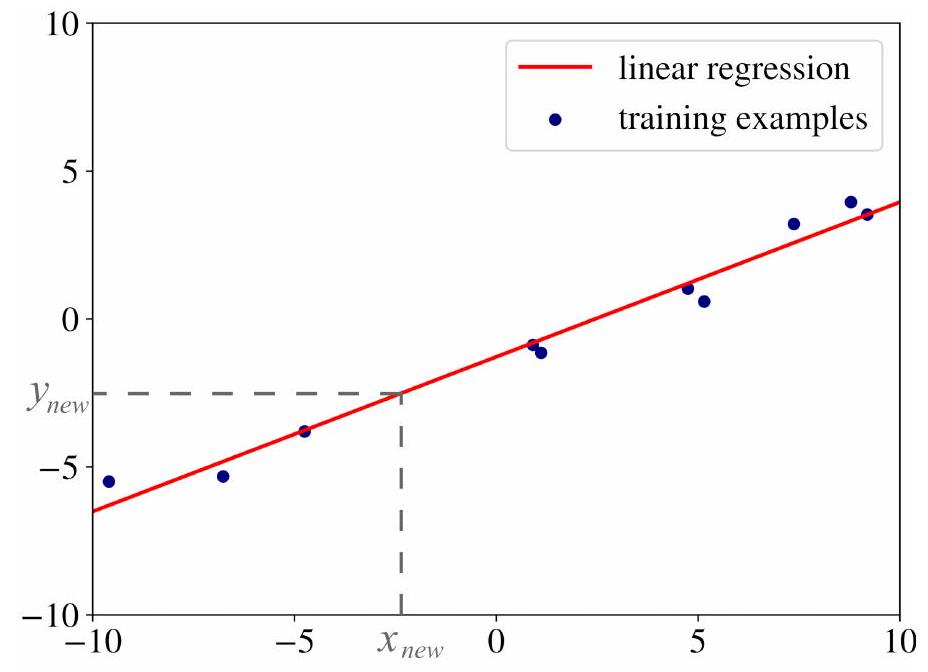 10
linear regression
training examples
5
0
y_new
−5
−10
−10 −5 x_new 0 5 10